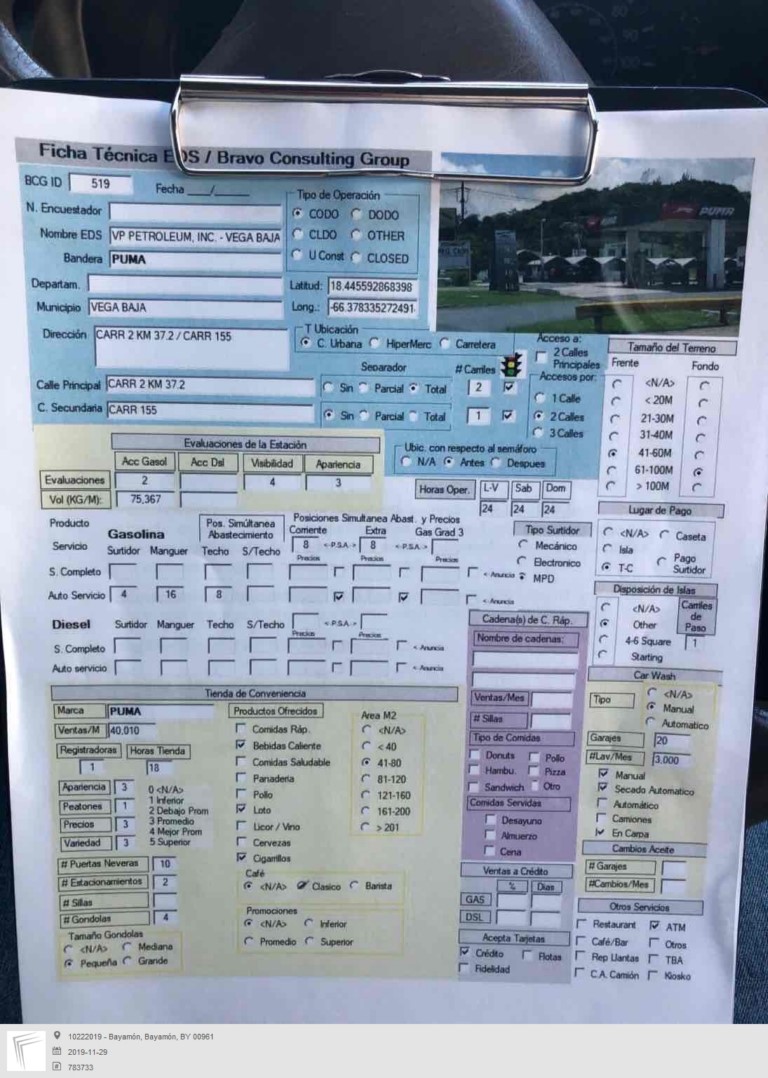 Ficha Técnica EDS / Bravo Consulting Group
BCG ID 519 Fecha __/____
N. Encuestador
Nombre EDS VP PETROLEUM, INC. - VEGA BAJA
Bandera PUMA
Tipo de Operación
CODO DODO
CLDO OTHER
U Const CLOSED
PUMA
Departam.
Latitud: 18.445592868398
Municipio VEGA BAJA
Long.: -66.378335272491
Dirección CARR 2 KM 37.2 / CARR 155
T Ubicación
C. Urbana HiperMerc Carretera
Separador # Carriles
Calle Principal CARR 2 KM 37.2 Sin Parcial Total 2
C. Secundaria CARR 155 Sin Parcial Total 1
Acceso a:
2 Calles
Principales
Accesos por:
1 Calle
2 Calles
3 Calles
Tamaño del Terreno
Frente Fondo
<N/A>
< 20M
21-30M
31-40M
41-60M
61-100M
> 100M
Evaluaciones de la Estación
Acc Gasol Acc Dsl Visibilidad Apariencia
Evaluaciones 2 4 3
Vol (KG/M): 75,367
Ubic. con respecto al semáforo
N/A Antes Despues
Horas Oper. L-V Sab Dom
24 24 24
Lugar de Pago
<N/A> Caseta
Isla
T-C Pago
Surtidor
Producto
Servicio
Gasolina
Surtidor Manguer
Pos. Simúltanea
Abastecimiento
Techo S/Techo
Posiciones Simultanea Abast. y Precios
Corriente Extra Gas Grad 3
8 <-P.S.A-> 8 <-P.S.A->
Precios Precios Precios
S. Completo < Anuncia
Auto Servicio 4 16 8 < Anuncia
Tipo Surtidor
Mecánico
Electronico
MPD
Disposición de Islas
<N/A>
Other
4-6 Square
Starting
Carriles
de
Paso
1
Diesel Surtidor Manguer Techo S/Techo <-P.S.A->
Precios Precios
S. Completo < Anuncia
Auto servicio < Anuncia
Cadena(s) de C. Ráp.
Nombre de cadenas:
Ventas/Mes
# Sillas
Tipo de Comidas
Donuts Pollo
Hambu. Pizza
Sandwich Otro
Comidas Servidas
Desayuno
Almuerzo
Cena
Car Wash
Tipo
<N/A>
Manual
Automatico
Garajes 20
#Lav/Mes 3,000
Manual
Secado Automatico
Automático
Camiones
En Carpa
Cambios Aceite
# Garajes
#Cambios/Mes
Tienda de Conveniencia
Marca PUMA
Ventas/M 40,010
Registradoras Horas Tienda
1 18
Apariencia 3
Peatones 1
Precios 3
Variedad 3
0 <N/A>
1 Inferior
2 Debajo Prom
3 Promedio
4 Mejor Prom
5 Superior
# Puertas Neveras 10
# Estacionamientos 2
# Sillas
# Gondolas 4
Tamaño Gondolas
<N/A> Mediana
Pequeña Grande
Productos Ofrecidos
Comidas Ráp.
Bebidas Caliente
Comidas Saludable
Panaderia
Pollo
Loto
Licor / Vino
Cervezas
Cigarrillos
Area M2
<N/A>
< 40
41-80
81-120
121-160
161-200
> 201
Café
<N/A> Clasico Barista
Promociones
<N/A> Inferior
Promedio Superior
Ventas a Crédito
% Dias
GAS
DSL
Acepta Tarjetas
Crédito Flotas
Fidelidad
Otros Servicios
Restaurant ATM
Café/Bar Otros
Rep Llantas TBA
C.A. Camión Kiosko
10222019 - Bayamón, Bayamón, BY 00961
2019-11-29
783733